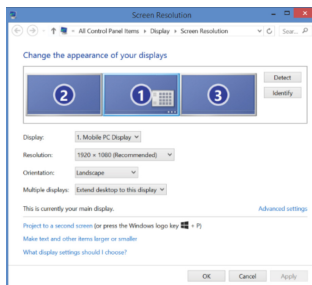 Screen Resolution
All Control Panel Items ▸ Display ▸ Screen Resolution
Sear...
Change the appearance of your displays
2 1 3
Detect
Identify
Display: 1. Mobile PC Display
Resolution: 1920 × 1080 (Recommended)
Orientation: Landscape
Multiple displays: Extend desktop to this display
This is currently your main display. Advanced settings
Project to a second screen (or press the Windows logo key + P)
Make text and other items larger or smaller
What display settings should I choose?
OK Cancel Apply